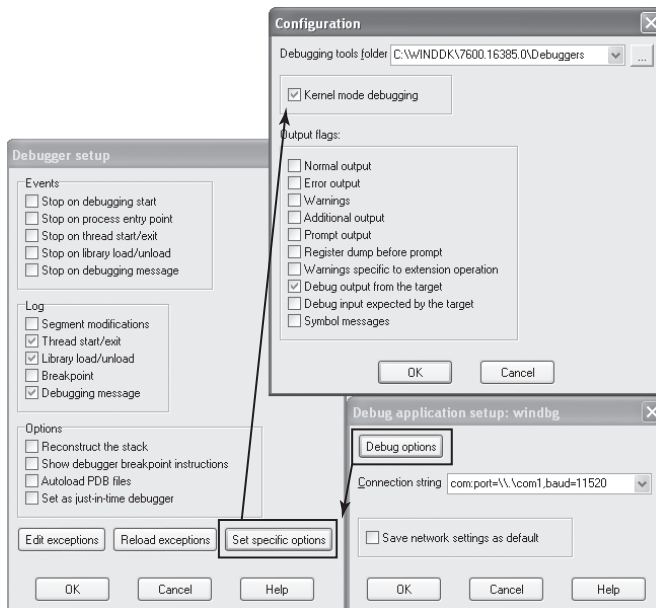 Configuration
Debugging tools folder C:\WINDDK\7600.16385.0\Debuggers ...
Kernel mode debugging
Output flags:
Normal output
Error output
Warnings
Additional output
Prompt output
Register dump before prompt
Warnings specific to extension operation
Debug output from the target
Debug input expected by the target
Symbol messages
OK Cancel
Debugger setup
Events
Stop on debugging start
Stop on process entry point
Stop on thread start/exit
Stop on library load/unload
Stop on debugging message
Log
Segment modifications
Thread start/exit
Library load/unload
Breakpoint
Debugging message
Options
Reconstruct the stack
Show debugger breakpoint instructions
Autoload PDB files
Set as just-in-time debugger
Edit exceptions Reload exceptions Set specific options
OK Cancel Help
Debug application setup: windbg
Debug options
Connection string com:port=\\.\com1,baud=11520
Save network settings as default
OK Cancel Help